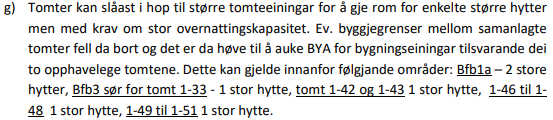 g) Tomter kan slåast i hop til større tomteeiningar for å gje rom for enkelte større hytter
men med krav om stor overnattingskapasitet. Ev. byggjegrenser mellom samanlagte
tomter fell da bort og det er da høve til å auke BYA for bygningseiningar tilsvarande dei
to opphavelege tomtene. Dette kan gjelde innanfor følgjande områder: Bfb1a – 2 store
hytter, Bfb3 sør for tomt 1-33 - 1 stor hytte, tomt 1-42 og 1-43 1 stor hytte, 1-46 til 1-
48 1 stor hytte, 1-49 til 1-51 1 stor hytte.